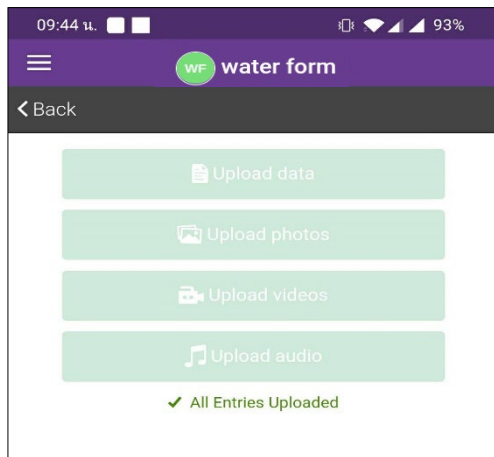 09:44 น. 93%
WF water form
Back
Upload data
Upload photos
Upload videos
Upload audio
All Entries Uploaded